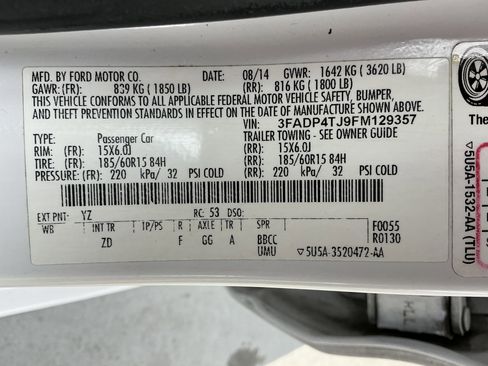 MFD. BY FORD MOTOR CO. DATE: 08/14 GVWR: 1642 KG ( 3620 LB)
GAWR: (FR): 839 KG ( 1850 LB) (RR): 816 KG ( 1800 LB)
THIS VEHICLE CONFORMS TO ALL APPLICABLE FEDERAL MOTOR VEHICLE SAFETY, BUMPER,
AND THEFT PREVENTION STANDARDS IN EFFECT ON THE DATE OF MANUFACTURE SHOWN ABOVE.
VIN: 3FADP4TJ9FM129357
TYPE: Passenger Car TRAILER TOWING - SEE OWNER GUIDE
RIM: (FR): 15X6.0J (RR): 15X6.0J
TIRE: (FR): 185/60R15 84H (RR): 185/60R15 84H
PRESSURE: (FR): 220 kPa/ 32 PSI COLD (RR): 220 kPa/ 32 PSI COLD
EXT PNT: YZ RC: 53 DSO: F0055
WB INT TR 1P/PS R AXLE TR SPR R0130
ZD F GG A BBCC
UMU 5U5A-3520472-AA
The
5U5A-1532-AA (TLU)